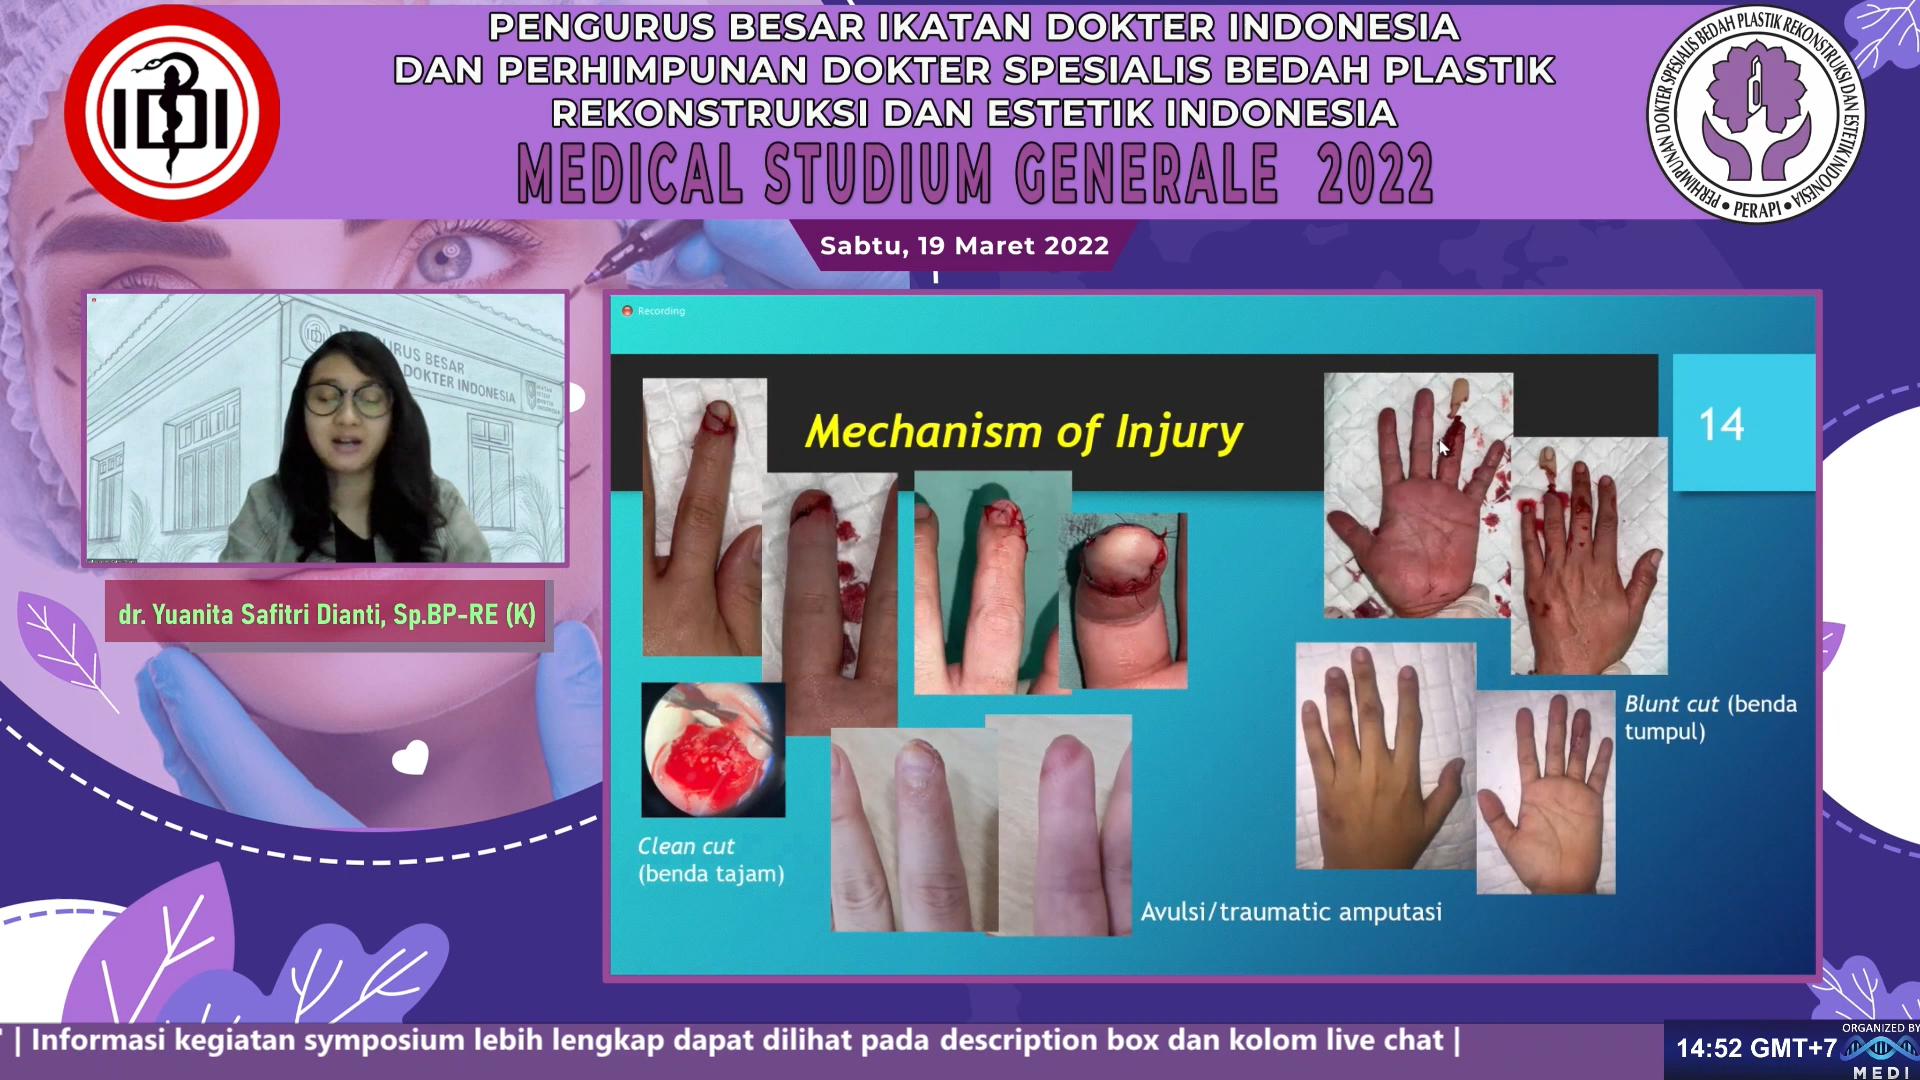 PENGURUS BESAR IKATAN DOKTER INDONESIA
DAN PERHIMPUNAN DOKTER SPESIALIS BEDAH PLASTIK
REKONSTRUKSI DAN ESTETIK INDONESIA
MEDICAL STUDIUM GENERALE 2022
Sabtu, 19 Maret 2022
IDI
PERHIMPUNAN DOKTER SPESIALIS BEDAH PLASTIK REKONSTRUKSI DAN ESTETIK INDONESIA
• PERAPI •
URUS BESAR
DOKTER INDONESIA
dr. Yuanita Safitri Dianti, Sp.BP-RE (K)
Recording
Mechanism of Injury
14
Clean cut
(benda tajam)
Avulsi/traumatic amputasi
Blunt cut (benda
tumpul)
| Informasi kegiatan symposium lebih lengkap dapat dilihat pada description box dan kolom live chat |
14:52 GMT+7
ORGANIZED BY
MEDI